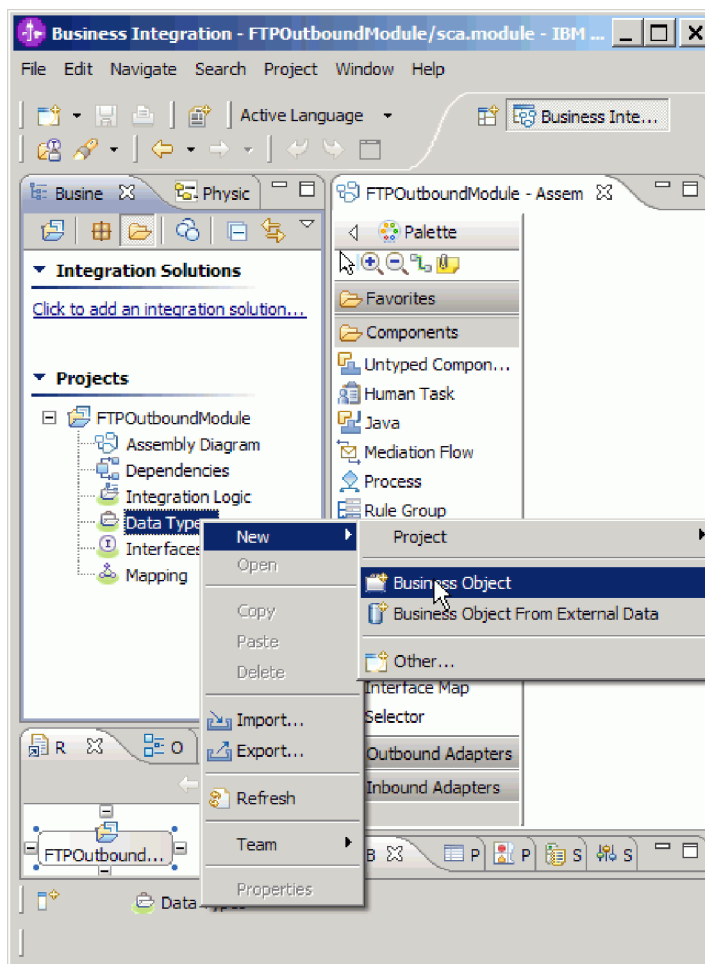 Business Integration - FTPOutboundModule/sca.module - IBM ...
File Edit Navigate Search Project Window Help
Active Language
Business Inte...
Busine
Physic
FTPOutboundModule - Assem
Palette
Integration Solutions
Click to add an integration solution...
Favorites
Components
Untyped Compon...
Projects
Human Task
FTPOutboundModule
Java
Assembly Diagram
Mediation Flow
Dependencies
Process
Integration Logic
Rule Group
Data Type
New
Project
Interfaces
Open
Mapping
Business Object
Copy
Business Object From External Data
Paste
Delete
Other...
Interface Map
Import...
Selector
R
O
Export...
Outbound Adapters
Refresh
Inbound Adapters
Team
FTPOutbound...
B
P
P
S
S
Properties
Data Types